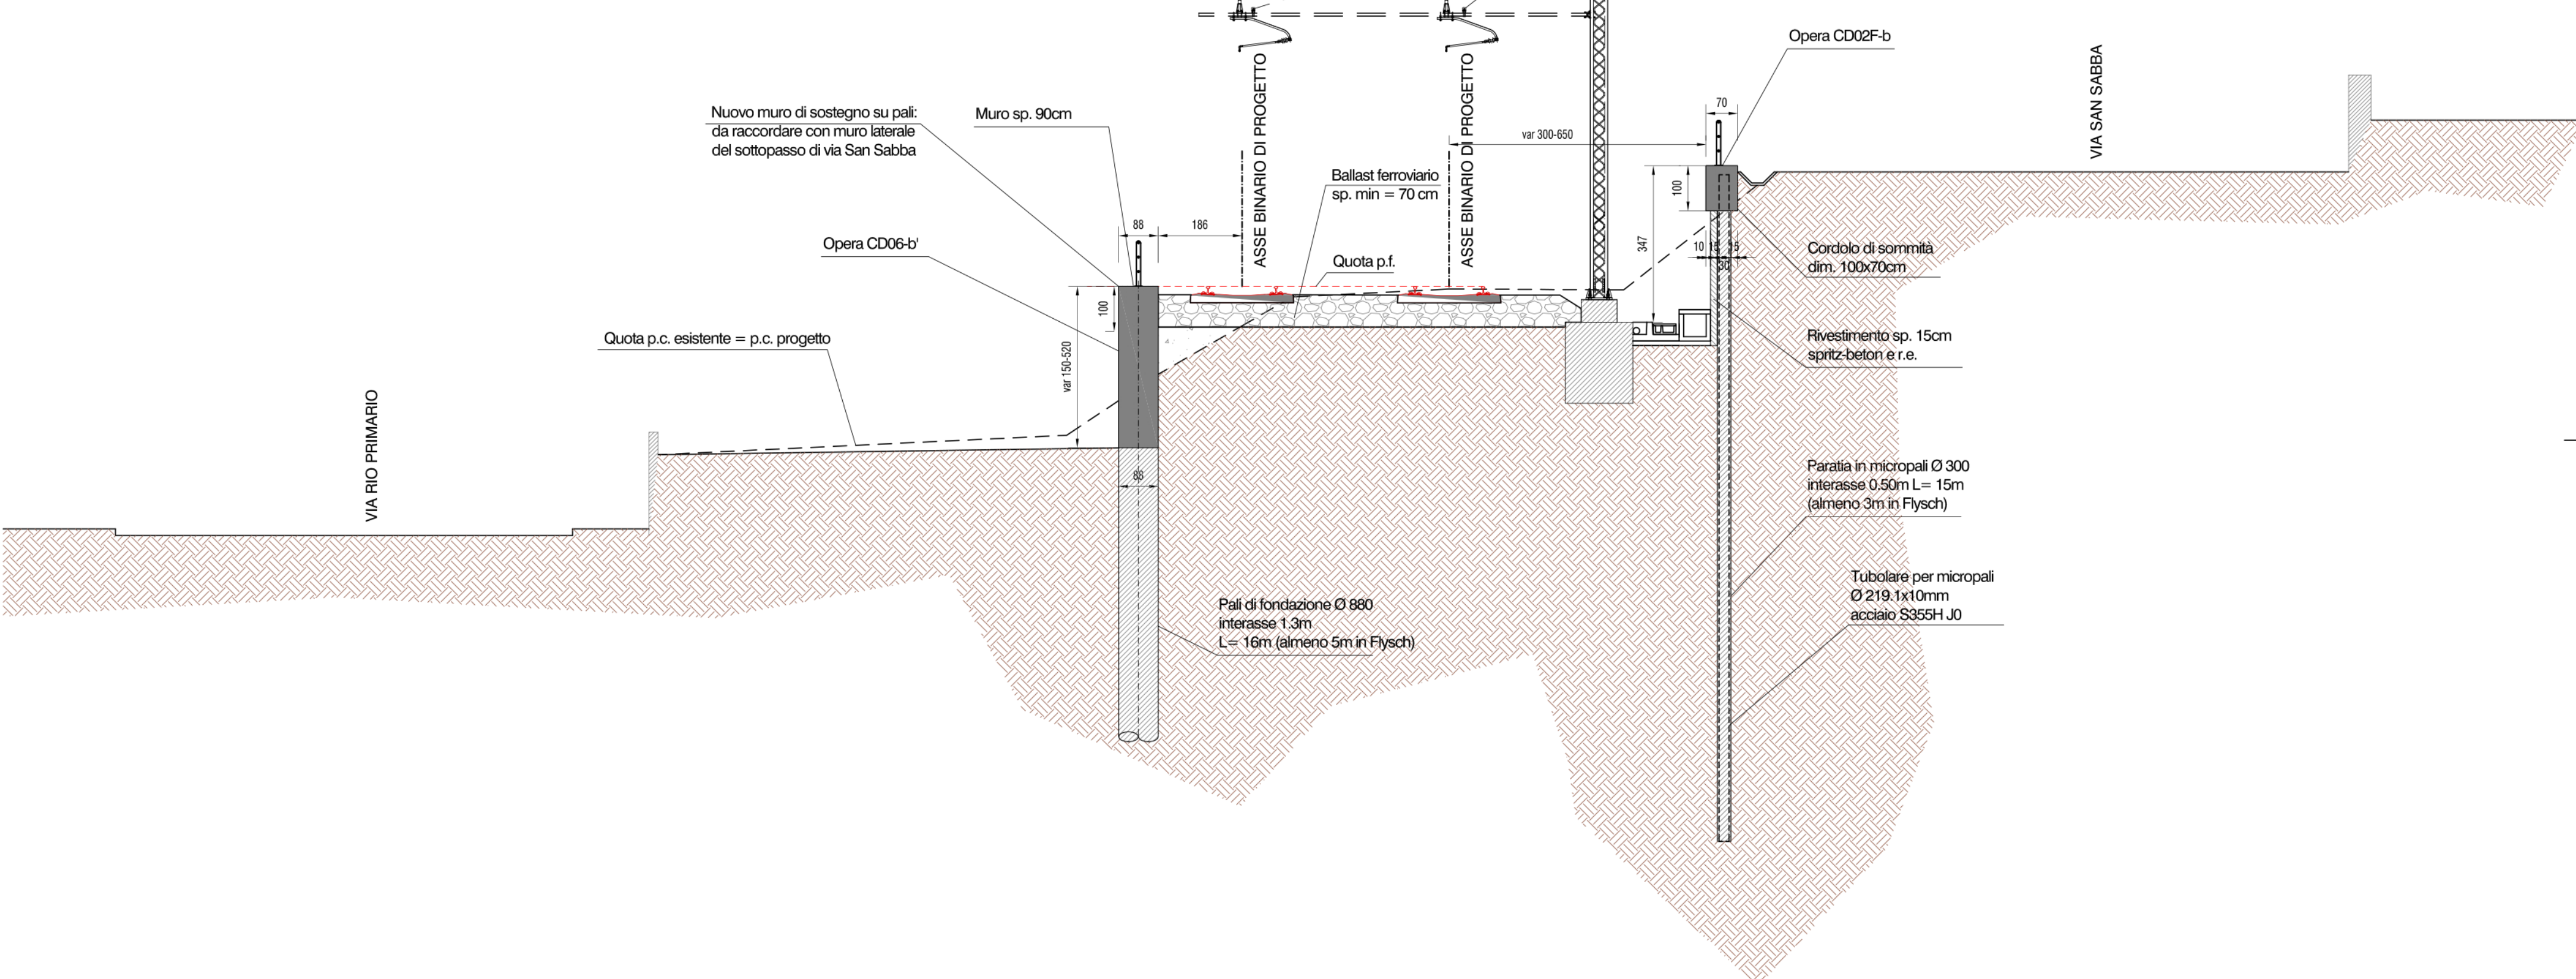 Opera CD02F-b
VIA SAN SABBA
ASSE BINARIO DI PROGETTO
ASSE BINARIO DI PROGETTO
70
Nuovo muro di sostegno su pali:
da raccordare con muro laterale
del sottopasso di via San Sabba
Muro sp. 90cm
var 300-650
Ballast ferroviario
sp. min = 70 cm
100
88
186
347
Opera CD06-b'
Quota p.f.
10
15
15
30
Cordolo di sommità
dim. 100x70cm
100
Quota p.c. esistente = p.c. progetto
var 150-520
Rivestimento sp. 15cm
spritz-beton e r.e.
VIA RIO PRIMARIO
88
Paratia in micropali Ø 300
interasse 0.50m L= 15m
(almeno 3m in Flysch)
Tubolare per micropali
Ø 219.1x10mm
acciaio S355H J0
Pali di fondazione Ø 880
interasse 1.3m
L= 16m (almeno 5m in Flysch)